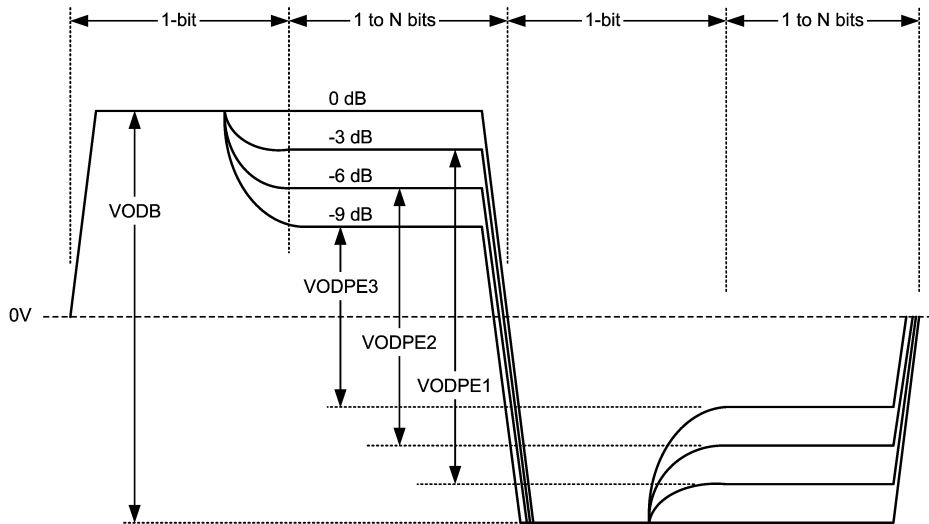 1-bit
1 to N bits
1-bit
1 to N bits
0 dB
-3 dB
-6 dB
-9 dB
VODB
VODPE3
0V
VODPE2
VODPE1